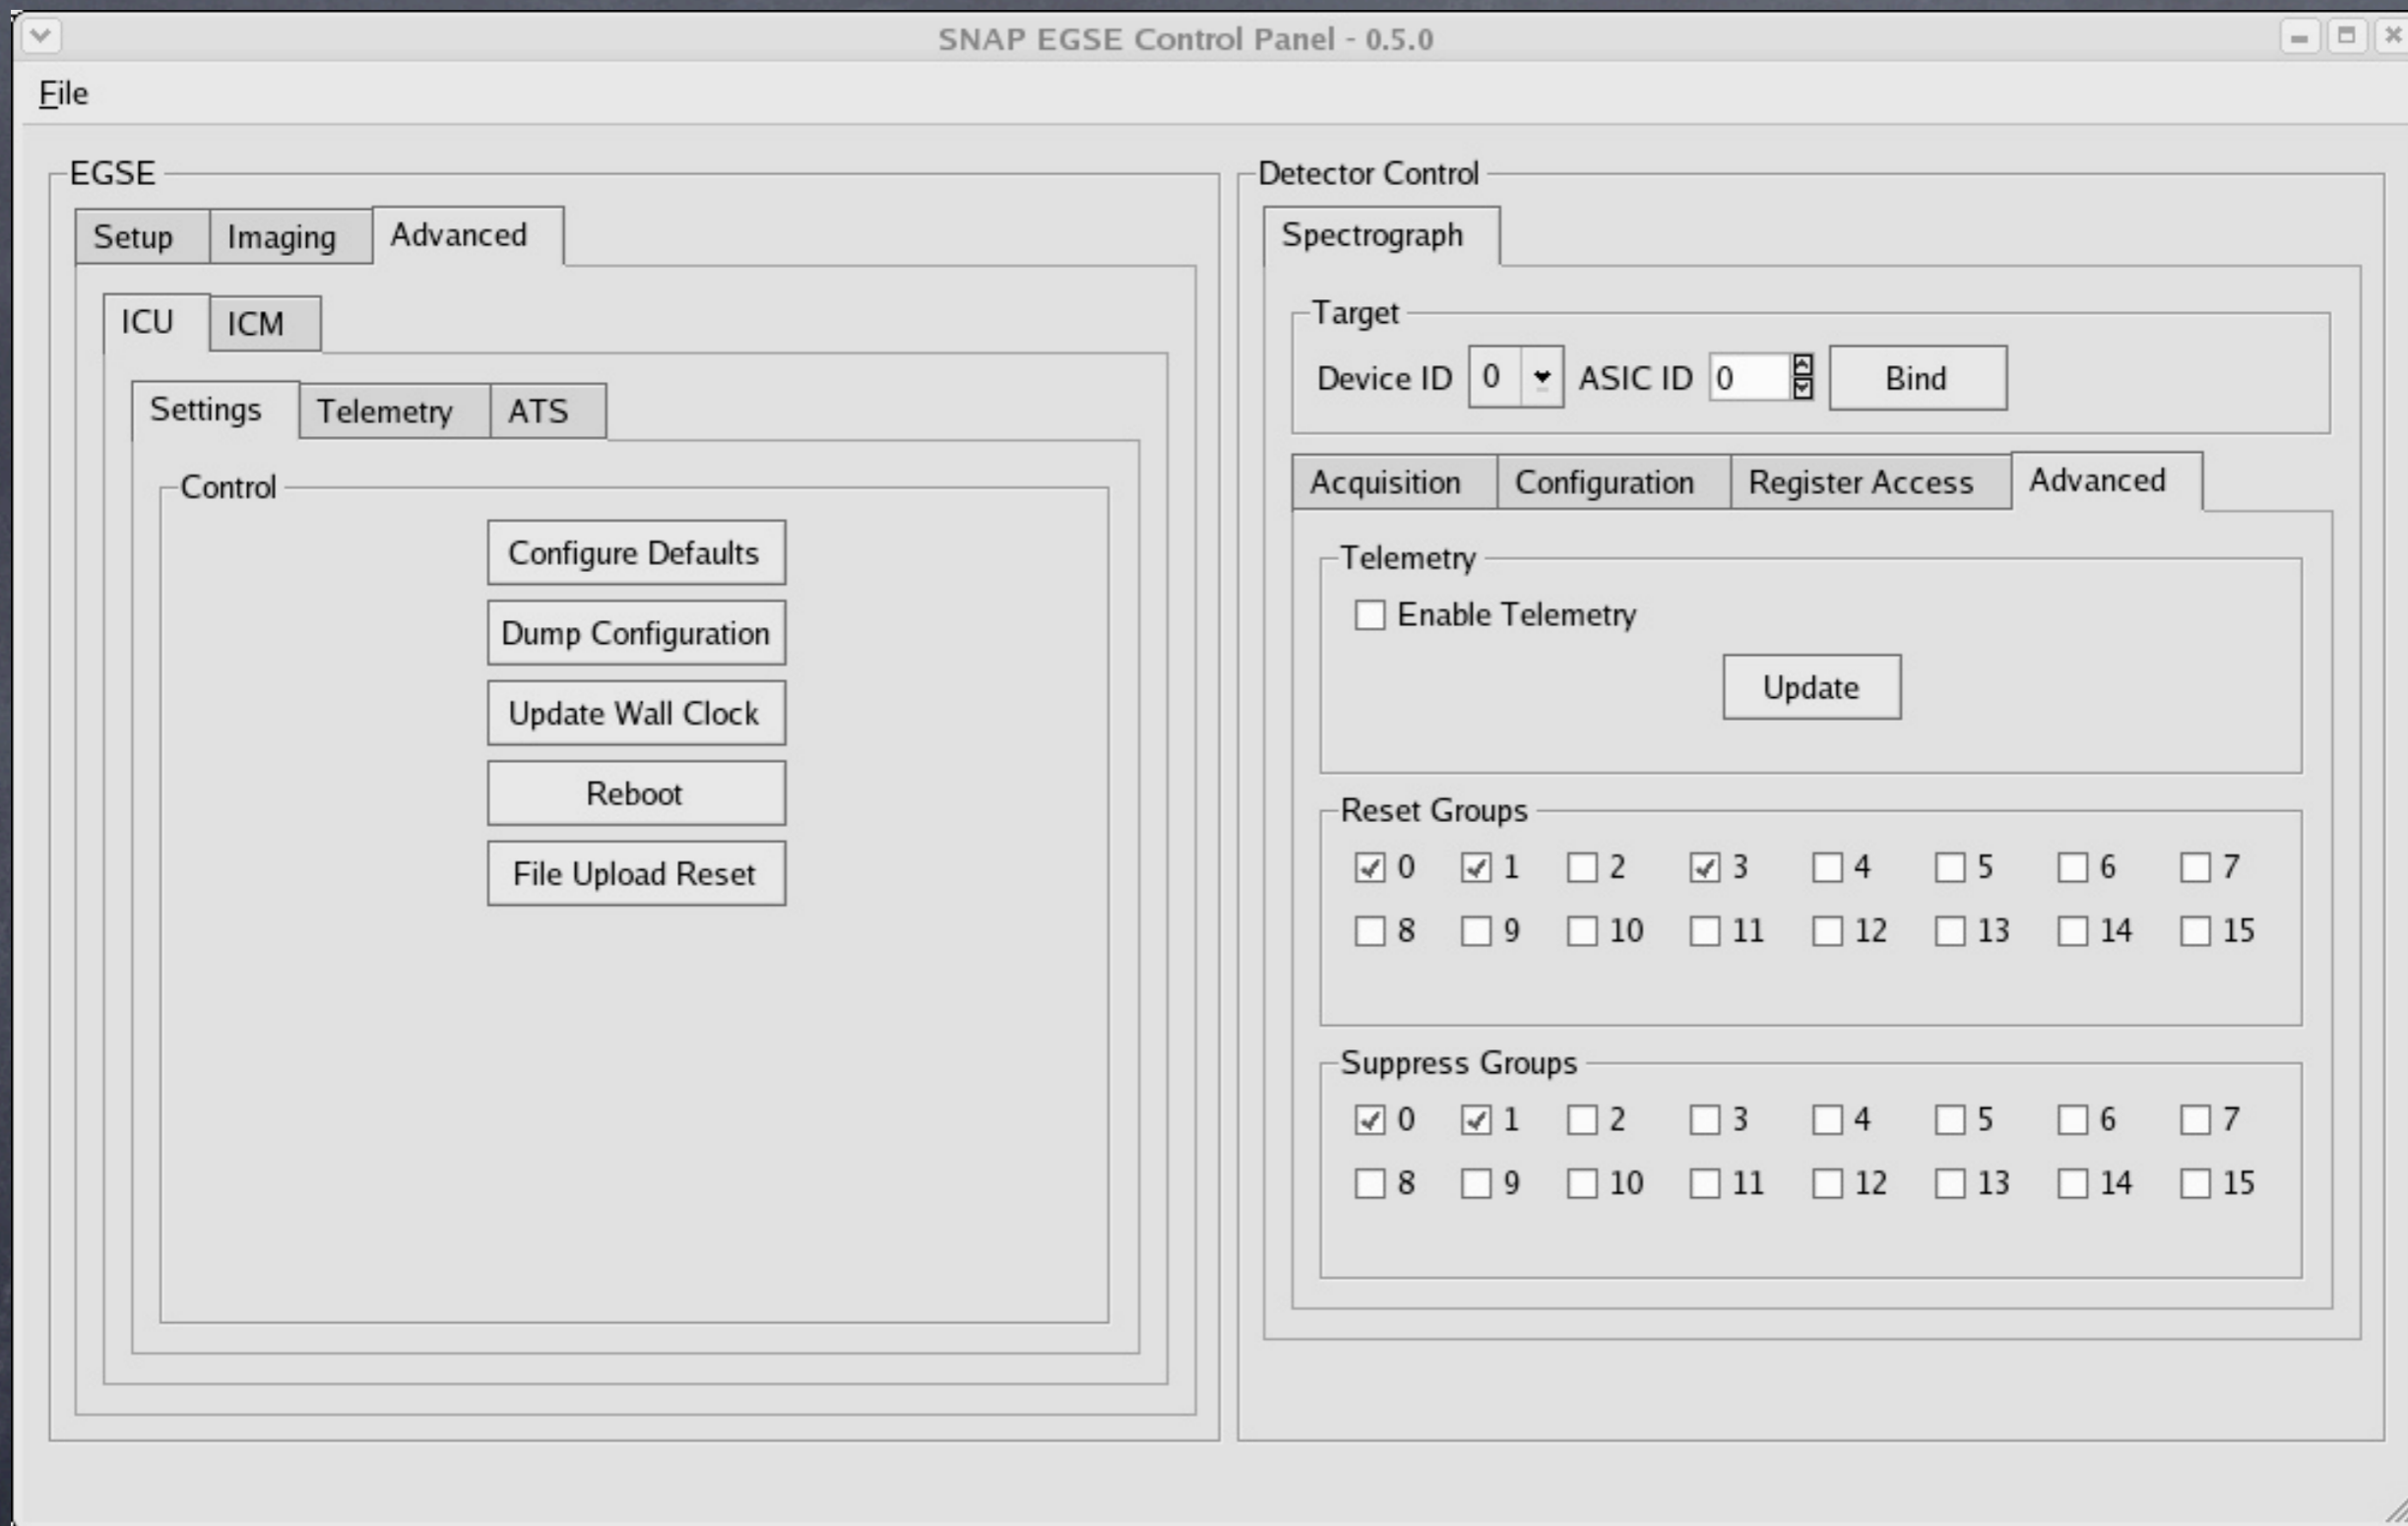 SNAP EGSE Control Panel - 0.5.0
File
EGSE
Setup Imaging Advanced
ICU ICM
Settings Telemetry ATS
Control
Configure Defaults
Dump Configuration
Update Wall Clock
Reboot
File Upload Reset
Detector Control
Spectrograph
Target
Device ID 0 ASIC ID 0 Bind
Acquisition Configuration Register Access Advanced
Telemetry
Enable Telemetry
Update
Reset Groups
0 1 2 3 4 5 6 7
8 9 10 11 12 13 14 15
Suppress Groups
0 1 2 3 4 5 6 7
8 9 10 11 12 13 14 15